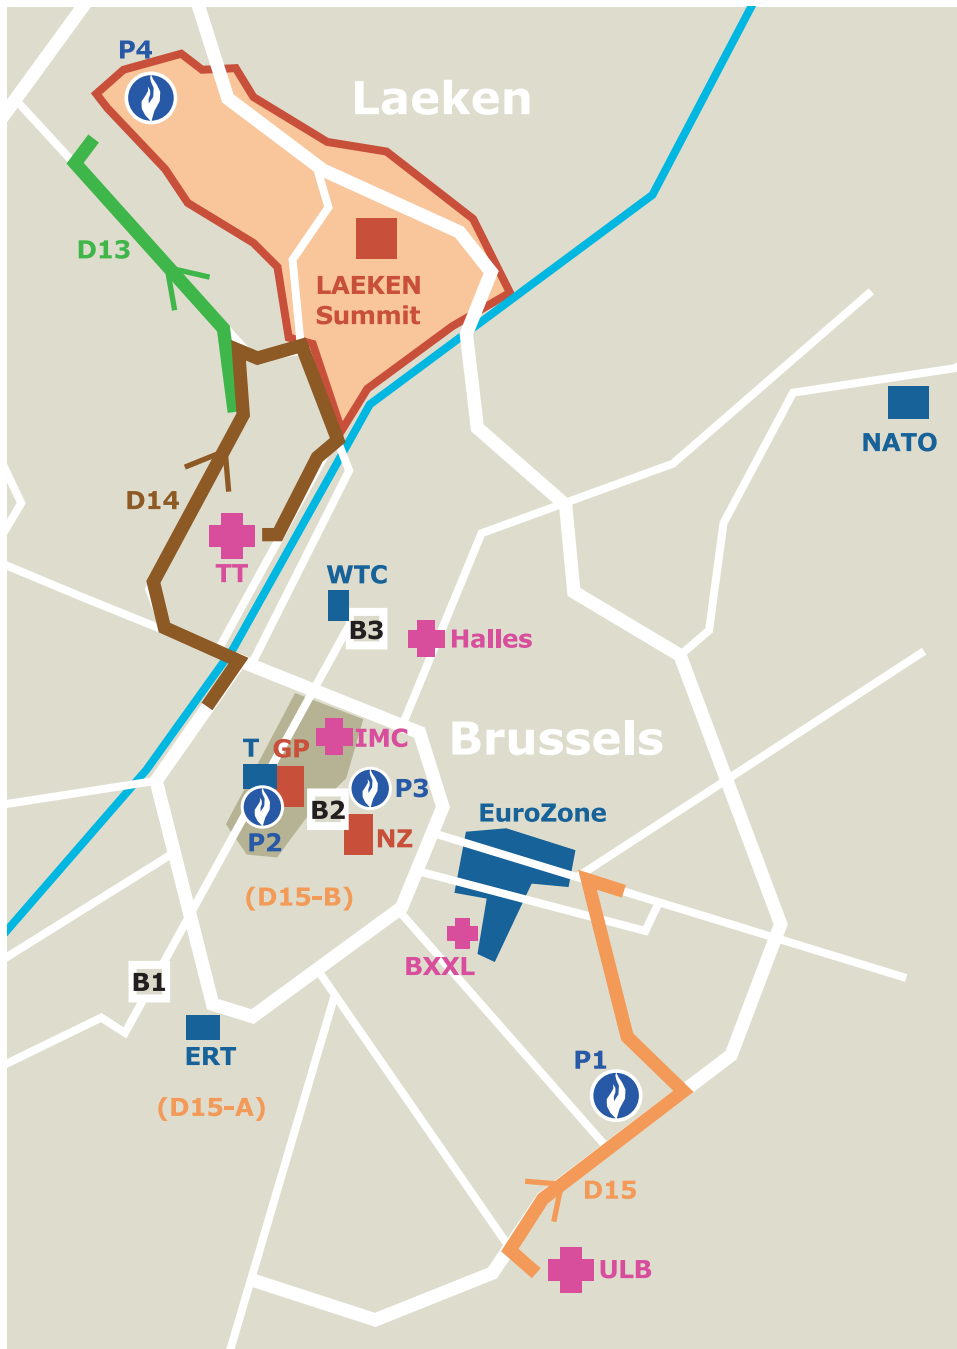 P4
Laeken
D13
LAEKEN
Summit
NATO
D14
TT
WTC
B3
Halles
Brussels
T
GP
IMC
P3
B2
P2
NZ
EuroZone
(D15-B)
BXXL
B1
ERT
P1
(D15-A)
D15
ULB